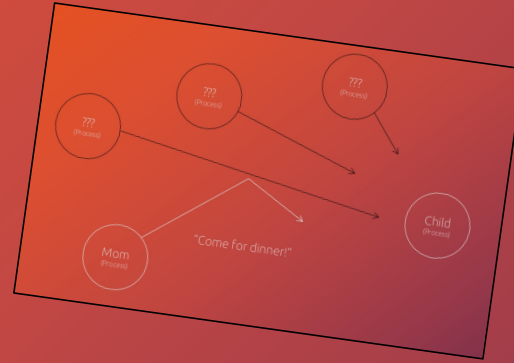 ???
(Process)
???
(Process)
???
(Process)
Child
(Process)
Mom
(Process)
"Come for dinner!"